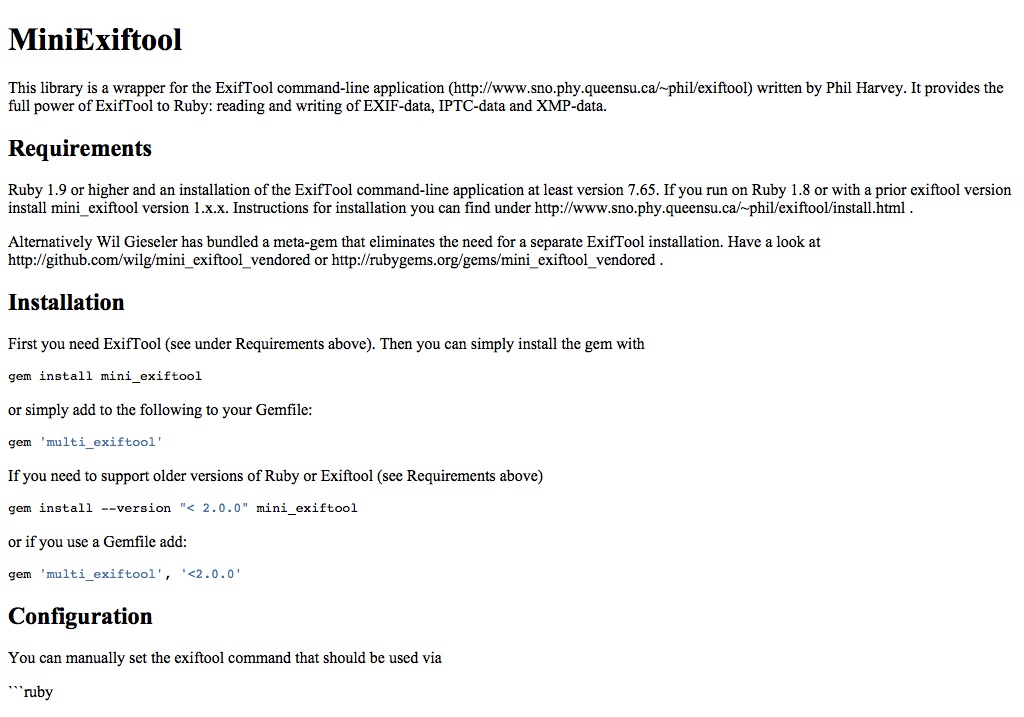 MiniExiftool
This library is a wrapper for the ExifTool command-line application (http://www.sno.phy.queensu.ca/~phil/exiftool) written by Phil Harvey. It provides the
full power of ExifTool to Ruby: reading and writing of EXIF-data, IPTC-data and XMP-data.
Requirements
Ruby 1.9 or higher and an installation of the ExifTool command-line application at least version 7.65. If you run on Ruby 1.8 or with a prior exiftool version
install mini_exiftool version 1.x.x. Instructions for installation you can find under http://www.sno.phy.queensu.ca/~phil/exiftool/install.html .
Alternatively Wil Gieseler has bundled a meta-gem that eliminates the need for a separate ExifTool installation. Have a look at
http://github.com/wilg/mini_exiftool_vendored or http://rubygems.org/gems/mini_exiftool_vendored .
Installation
First you need ExifTool (see under Requirements above). Then you can simply install the gem with
gem install mini_exiftool
or simply add to the following to your Gemfile:
gem 'multi_exiftool'
If you need to support older versions of Ruby or Exiftool (see Requirements above)
gem install --version "< 2.0.0" mini_exiftool
or if you use a Gemfile add:
gem 'multi_exiftool', '<2.0.0'
Configuration
You can manually set the exiftool command that should be used via
```ruby